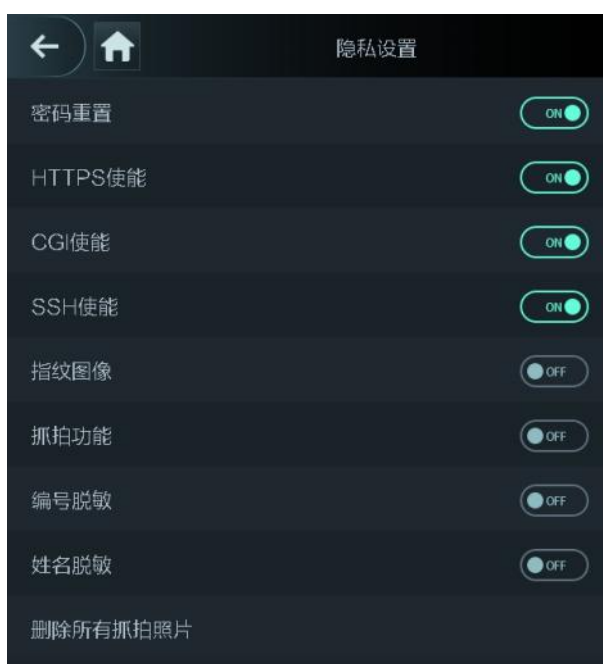 隐私设置
密码重置 ON
HTTPS使能 ON
CGI使能 ON
SSH使能 ON
指纹图像 OFF
抓拍功能 OFF
编号脱敏 OFF
姓名脱敏 OFF
删除所有抓拍照片